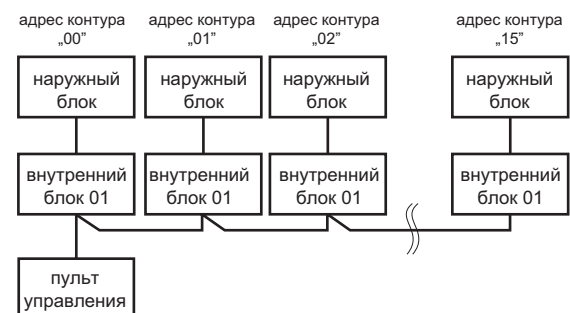 адрес контура адрес контура адрес контура адрес контура
„00” „01” „02” „15”
наружный наружный наружный наружный
блок блок блок блок
внутренний внутренний внутренний внутренний
блок 01 блок 01 блок 01 блок 01
пульт
управления